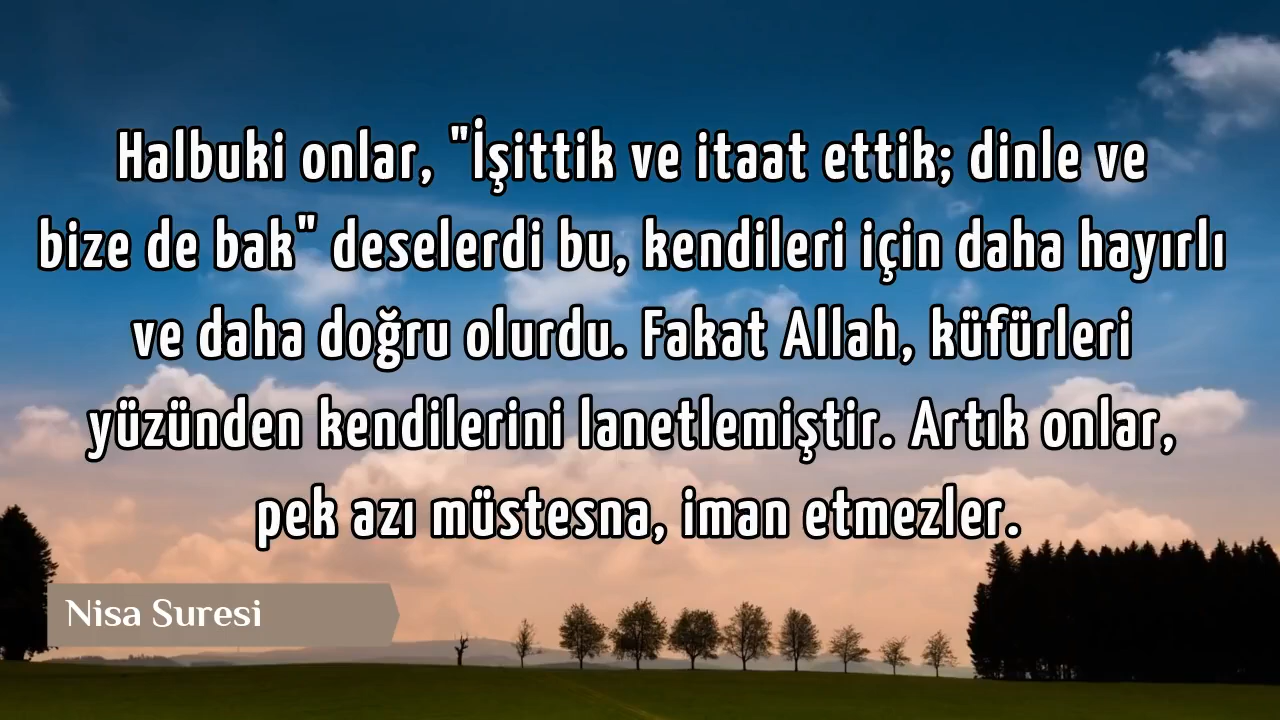 Halbuki onlar, "İşittik ve itaat ettik; dinle ve
bize de bak" deselerdi bu, kendileri için daha hayırlı
ve daha doğru olurdu. Fakat Allah, küfürleri
yüzünden kendilerini lanetlemiştir. Artık onlar,
pek azı müstesna, iman etmezler.
Nisa Suresi